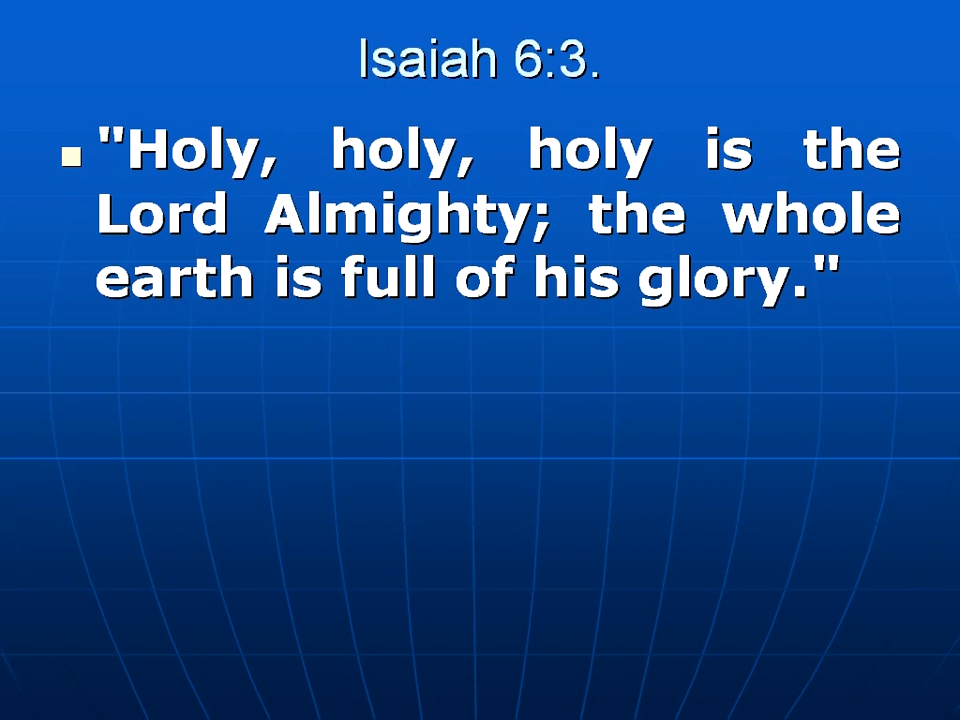 Isaiah 6:3.
"Holy, holy, holy is the
Lord Almighty; the whole
earth is full of his glory."